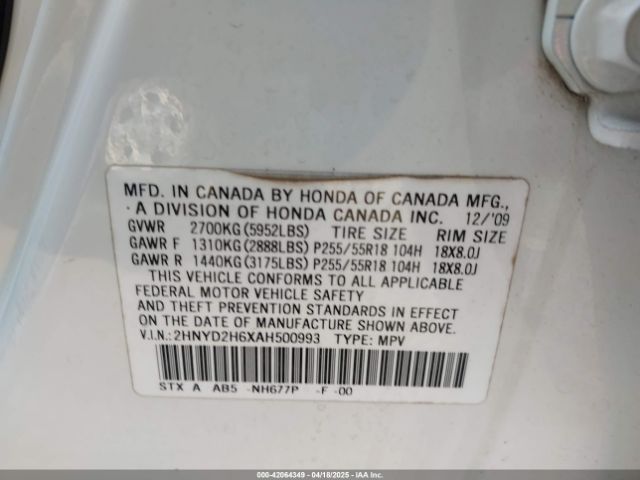 MFD. IN CANADA BY HONDA OF CANADA MFG.,
A DIVISION OF HONDA CANADA INC. 12/'09
GVWR 2700KG(5952LBS) TIRE SIZE RIM SIZE
GAWR F 1310KG(2888LBS) P255/55R18 104H 18X8.0J
GAWR R 1440KG(3175LBS) P255/55R18 104H 18X8.0J
THIS VEHICLE CONFORMS TO ALL APPLICABLE
FEDERAL MOTOR VEHICLE SAFETY
AND THEFT PREVENTION STANDARDS IN EFFECT
ON THE DATE OF MANUFACTURE SHOWN ABOVE.
V.I.N.: 2HNYD2H6XAH500993 TYPE: MPV
STX A AB5 -NH677P -F -00
000-42064349 - 04/18/2025 - IAA Inc.